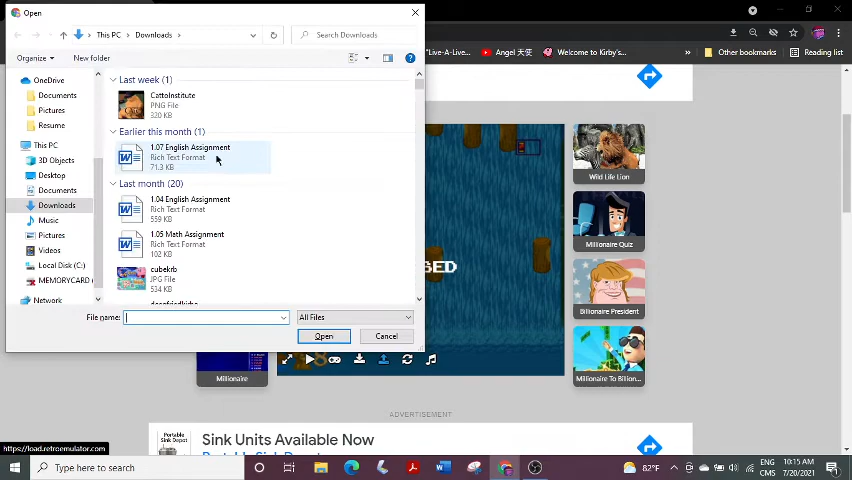 Open
This PC > Downloads >
Search Downloads
Organize
New folder
OneDrive
Documents
Pictures
Resume
This PC
3D Objects
Desktop
Documents
Downloads
Music
Pictures
Videos
Local Disk (C:)
MEMORYCARD (
Network
Last week (1)
CattoInstitute
PNG File
320 KB
Earlier this month (1)
1.07 English Assignment
Rich Text Format
71.3 KB
Last month (20)
1.04 English Assignment
Rich Text Format
559 KB
1.05 Math Assignment
Rich Text Format
102 KB
cubekrb
JPG File
534 KB
File name:
All Files
Open
Cancel
"Live-A-Live
Angel 天使
Welcome to Kirby's
»
Other bookmarks
Reading list
Wild Life Lion
Millionaire Quiz
Billionaire President
Millionaire To Billion...
Millionaire
ADVERTISEMENT
Portable
Sink Depot
Sink Units Available Now
https://load.retroemulator.com
Type here to search
82°F
ENG
CMS
10:15 AM
7/20/2021